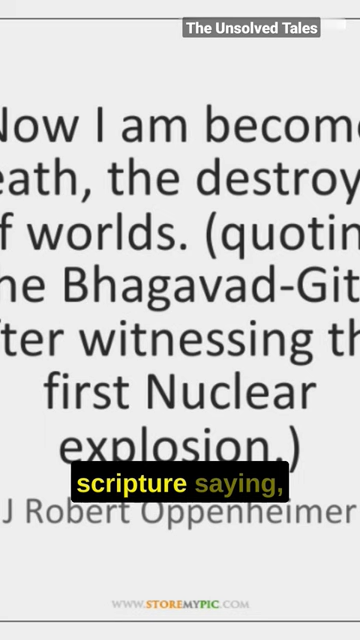 The Unsolved Tales
Now I am become
eath, the destroy
f worlds. (quotin
he Bhagavad-Git
ter witnessing th
first Nuclear
explosion.)
scripture saying,
J Robert Oppenheimer
WWW.STOREMYPIC.COM